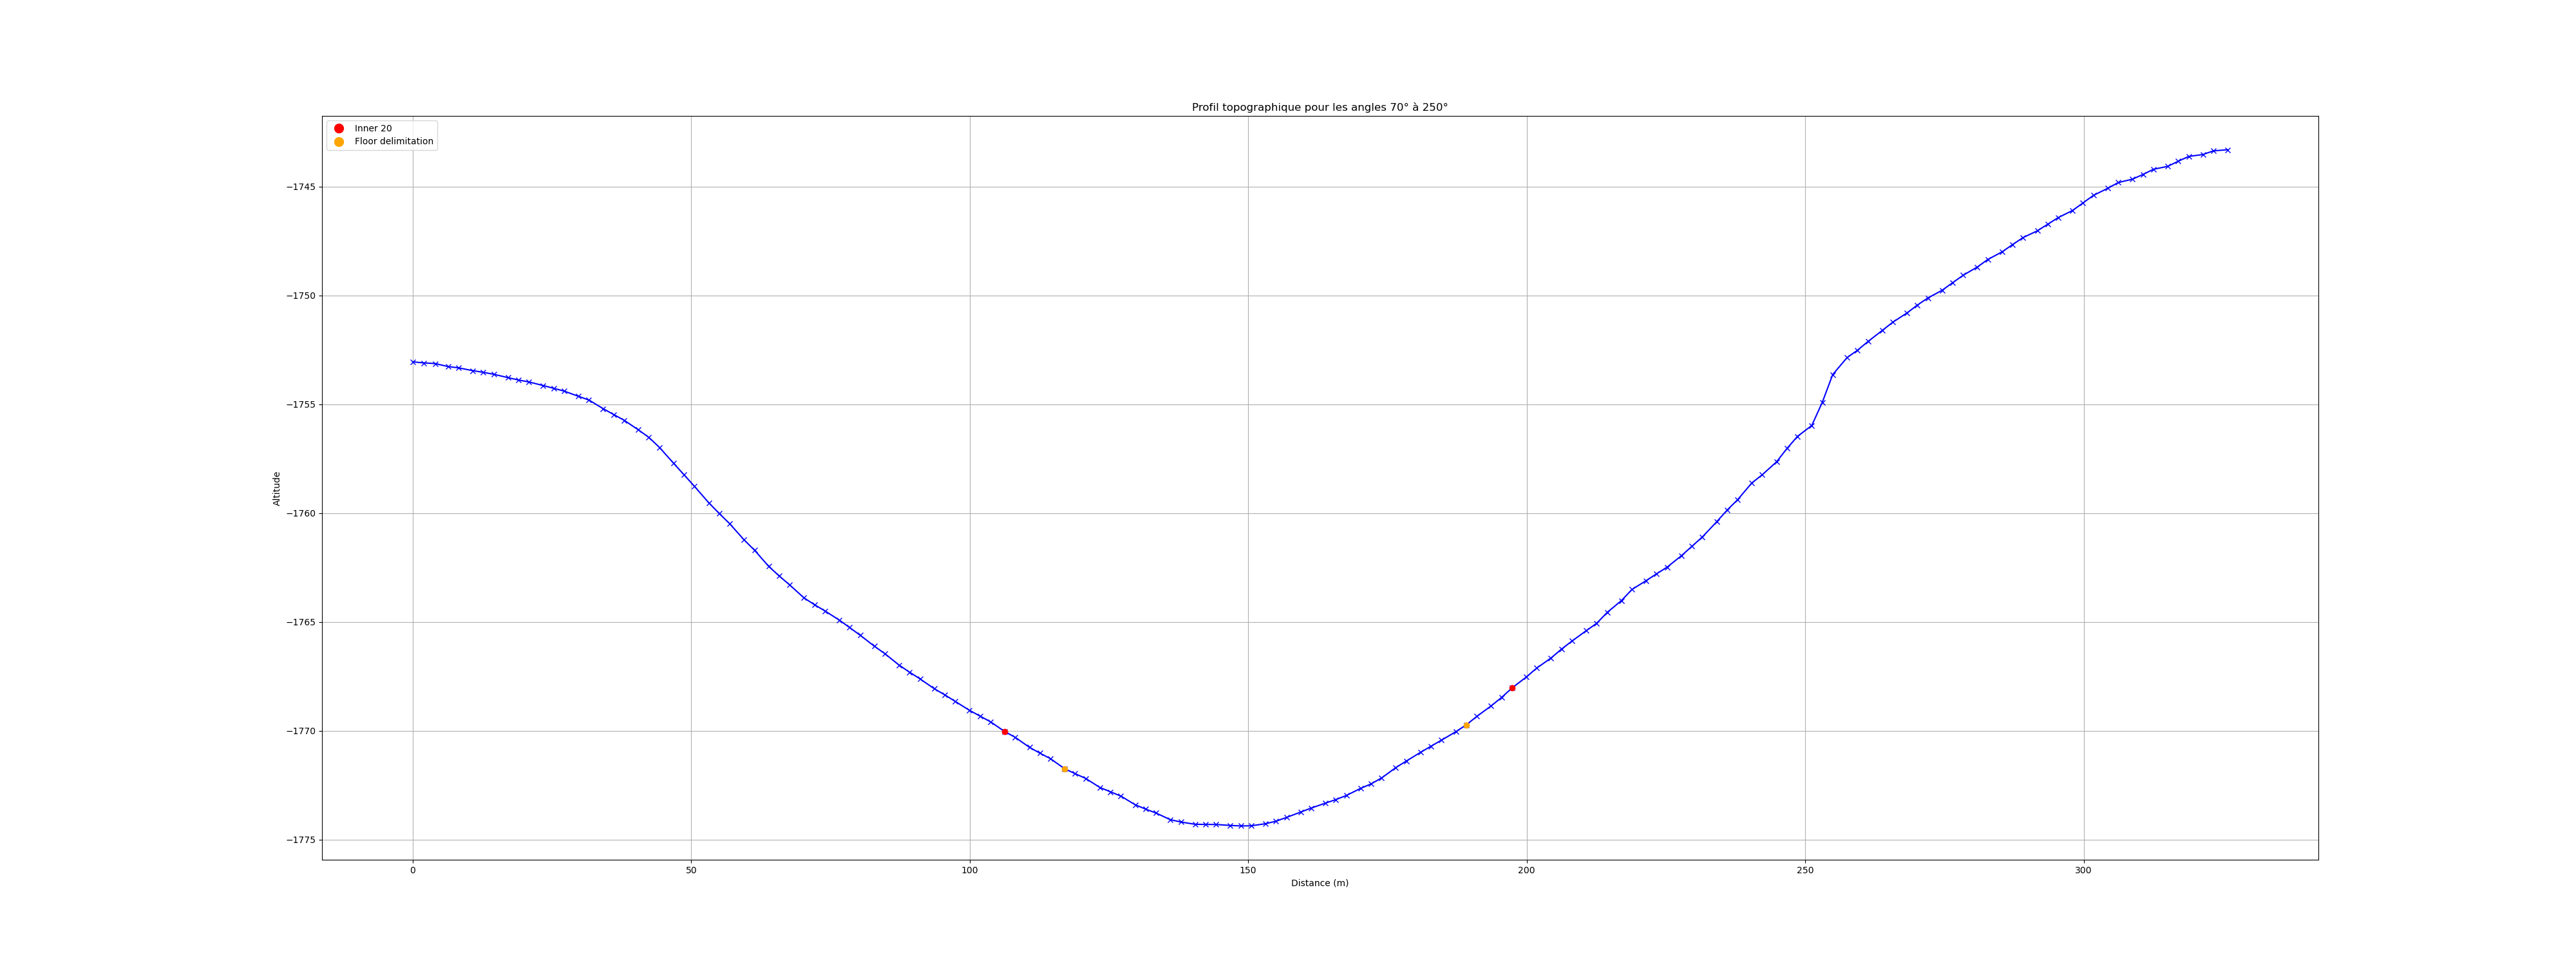 Profil topographique pour les angles 70° à 250°
Inner 20
Floor delimitation
−1745
−1750
−1755
−1760
−1765
−1770
−1775
Altitude
0 50 100 150 200 250 300
Distance (m)